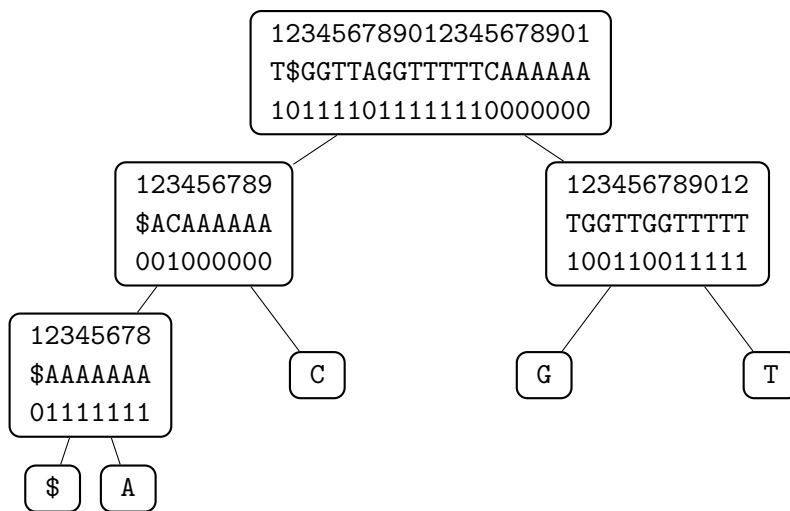 123456789012345678901
T$GGTTAGGTTTTTCAAAAAA
101111011111110000000
123456789
$ACAAAAAA
001000000
123456789012
TGGTTGGTTTTT
100110011111
12345678
$AAAAAAA
01111111
C
G
T
$
A